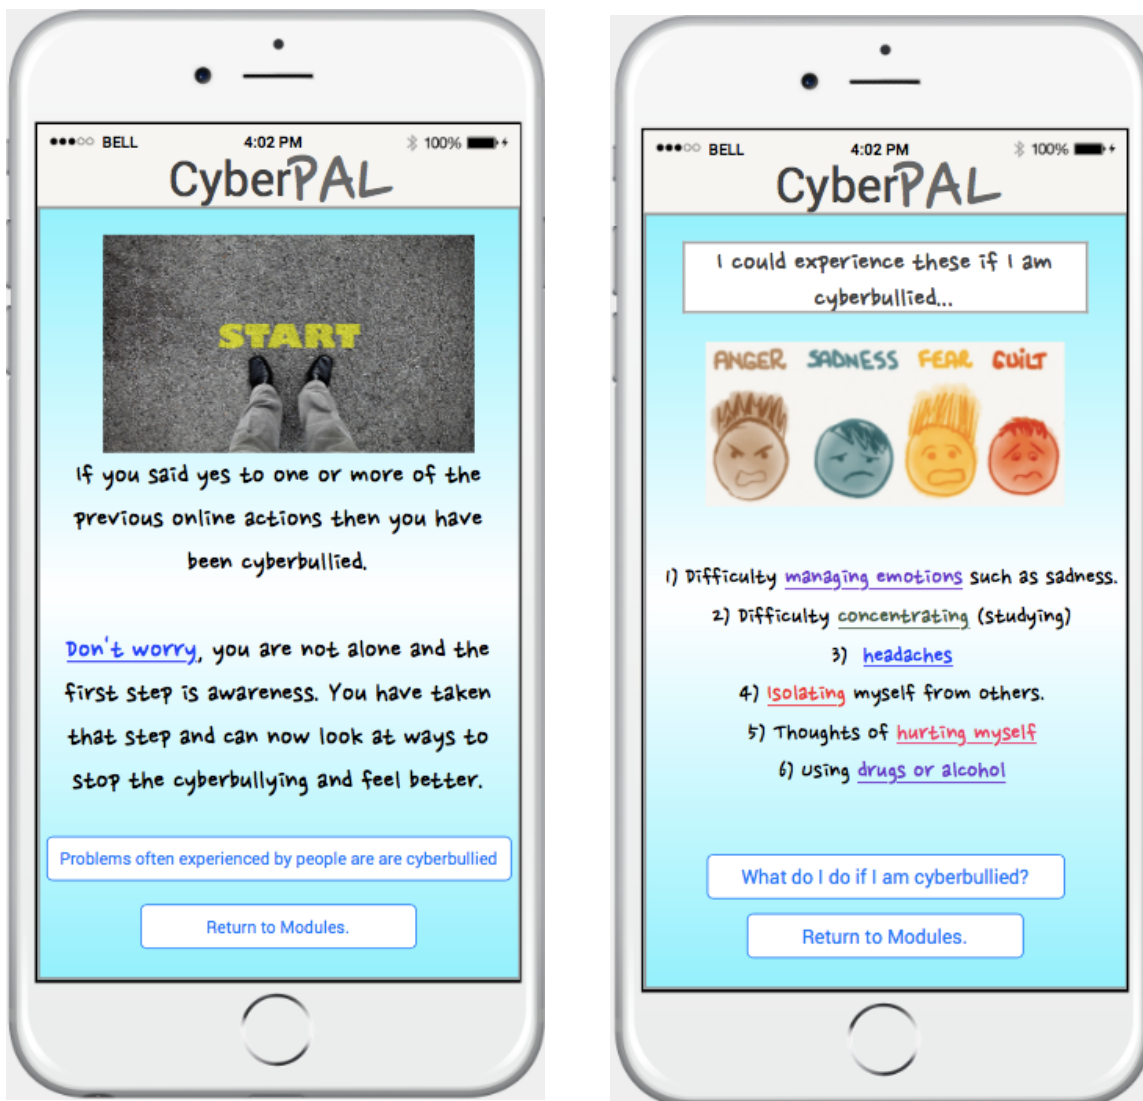 BELL 4:02 PM 100%
CyberPAL
START
If you said yes to one or more of the
previous online actions then you have
been cyberbullied.
Don't worry, you are not alone and the
first step is awareness. You have taken
that step and can now look at ways to
stop the cyberbullying and feel better.
Problems often experienced by people are are cyberbullied
Return to Modules.
BELL 4:02 PM 100%
CyberPAL
I could experience these if I am
cyberbullied...
ANGER SADNESS FEAR GUILT
1) Difficulty managing emotions such as sadness.
2) Difficulty concentrating (studying)
3) headaches
4) Isolating myself from others.
5) Thoughts of hurting myself
6) Using drugs or alcohol
What do I do if I am cyberbullied?
Return to Modules.